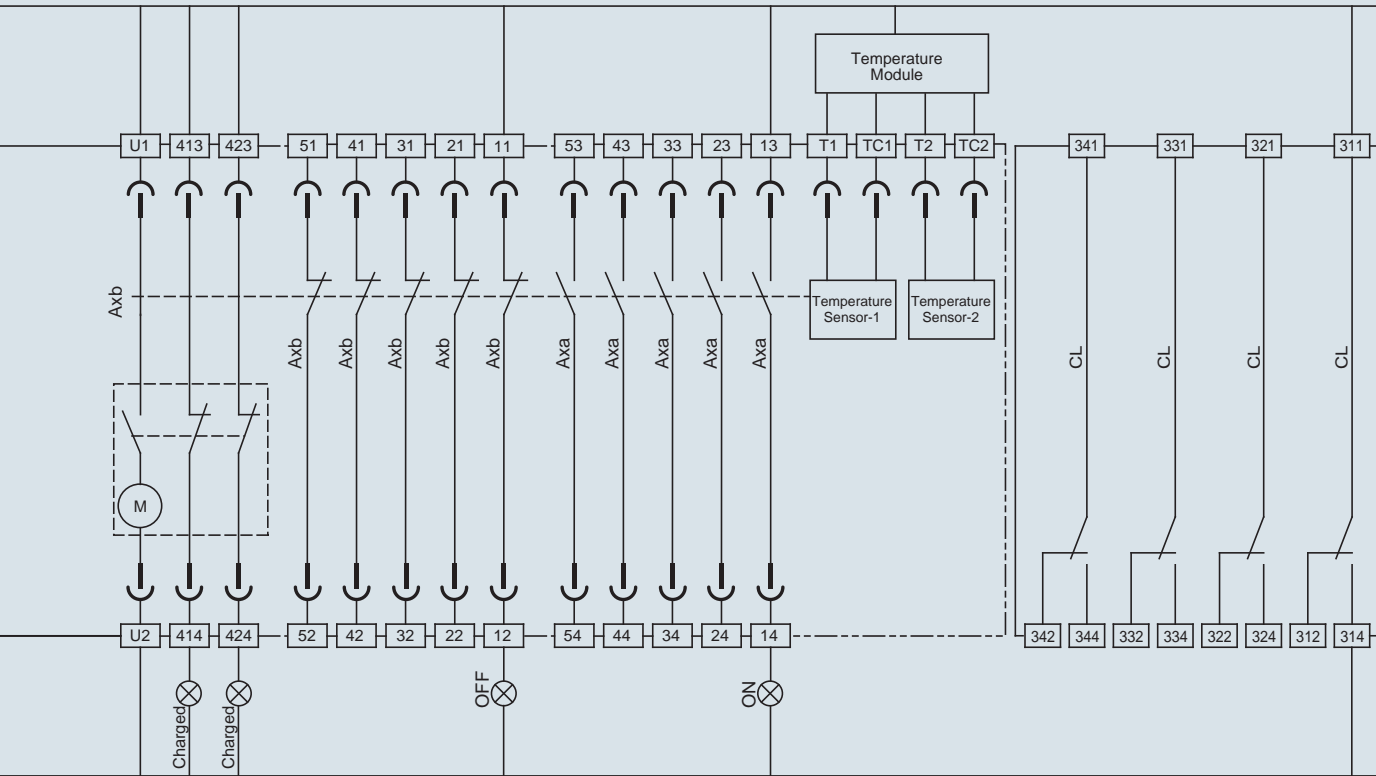 Temperature
Module
U1 413 423 51 41 31 21 11 53 43 33 23 13 T1 TC1 T2 TC2 341 331 321 311
Axb
Temperature
Sensor-1
Temperature
Sensor-2
Axb Axb Axb Axb Axb Axa Axa Axa Axa Axa CL CL CL CL
M
U2 414 424 52 42 32 22 12 54 44 34 24 14 342 344 332 334 322 324 312 314
Charged Charged OFF ON